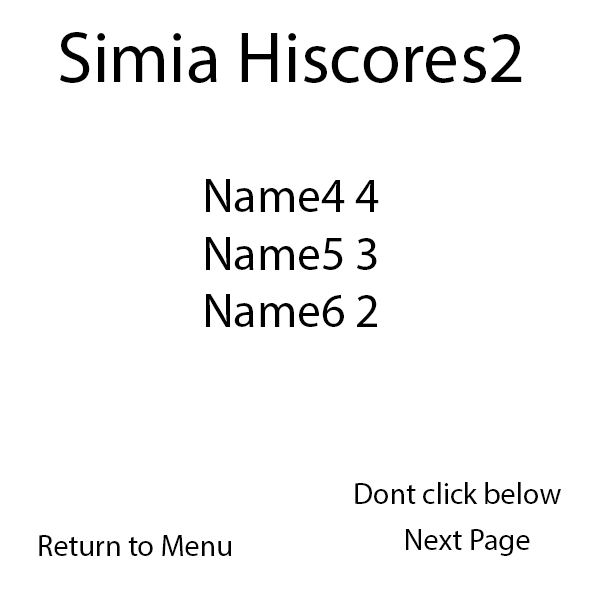 Simia Hiscores2
Name4 4
Name5 3
Name6 2
Dont click below
Next Page
Return to Menu